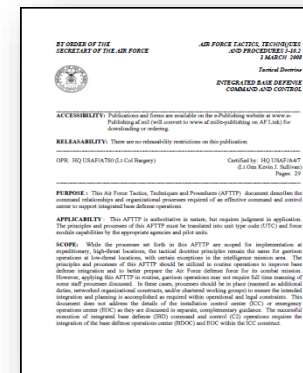 BY ORDER OF THE
SECRETARY OF THE AIR FORCE
AIR FORCE TACTICS, TECHNIQUES
AND PROCEDURES 3-10.2
1 MARCH 2008
Tactical Doctrine
INTEGRATED BASE DEFENSE
COMMAND AND CONTROL
ACCESSIBILITY: Publications and forms are available on the e-Publishing website at www.e-
Publishing.af.mil (will convert to www.af.mil/e-publishing on AF Link) for
downloading or ordering.
RELEASABILITY: There are no releasability restrictions on this publication.
OPR: HQ USAF/A7SO (Lt Col Bargery)
Certified by: HQ USAF/A4/7
(Lt Gen Kevin J. Sullivan)
Pages: 29
PURPOSE: This Air Force Tactics, Techniques and Procedures (AFTTP) document describes the
command relationships and organizational processes required of an effective command and control
center to support integrated base defense operations.
APPLICABILITY: This AFTTP is authoritative in nature, but requires judgment in application.
The principles and processes of this AFTTP must be translated into unit type code (UTC) and force
module capabilities by the appropriate agencies and pilot units.
SCOPE: While the processes set forth in this AFTTP are scoped for implementation at
expeditionary, high-threat locations, the tactical doctrine principles remain the same for garrison
operations at low-threat locations, with certain exceptions in the intelligence mission area. The
principles and processes of this AFTTP should be utilized in routine operations to improve base
defense integration and to better prepare the Air Force defense force for its combat mission.
However, applying this AFTTP in routine, garrison operations may not require full time manning of
some staff processes discussed. In these cases, processes should be in place (manned as additional
duties, networked organizational constructs, and/or chartered working groups) to ensure the intended
integration and planning is accomplished as required within operational and legal constraints. This
document does not address the details of the installation control center (ICC) or emergency
operations center (EOC) as they are discussed in separate, complementary guidance. The successful
execution of integrated base defense (IBD) command and control (C2) operations requires the
integration of the base defense operations center (BDOC) and EOC within the ICC construct.